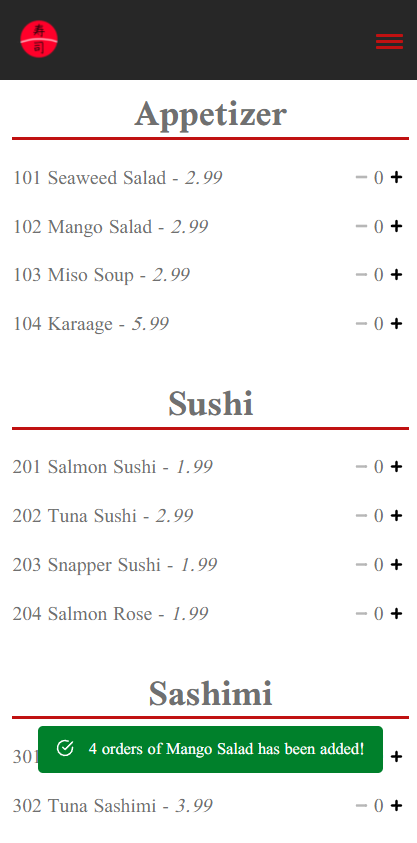 寿
司
Appetizer
101 Seaweed Salad - 2.99 0
102 Mango Salad - 2.99 0
103 Miso Soup - 2.99 0
104 Karaage - 5.99 0
Sushi
201 Salmon Sushi - 1.99 0
202 Tuna Sushi - 2.99 0
203 Snapper Sushi - 1.99 0
204 Salmon Rose - 1.99 0
Sashimi
4 orders of Mango Salad has been added!
302 Tuna Sashimi - 3.99 0